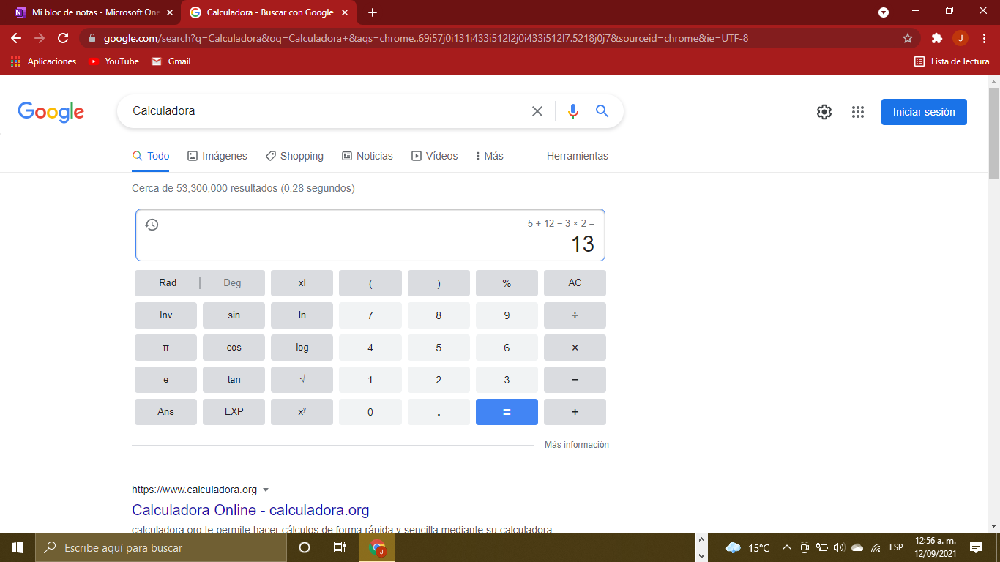 Mi bloc de notas - Microsoft One
Calculadora - Buscar con Google
google.com/search?q=Calculadora&oq=Calculadora+&aqs=chrome..69i57j0i131i433i512l2j0i433i512l7.5218j0j7&sourceid=chrome&ie=UTF-8
J
Aplicaciones
YouTube
Gmail
Lista de lectura
Google
Calculadora
Iniciar sesión
Todo
Imágenes
Shopping
Noticias
Vídeos
Más
Herramientas
Cerca de 53,300,000 resultados (0.28 segundos)
5 + 12 ÷ 3 × 2 =
13
Rad | Deg x! ( ) % AC
Inv sin ln 7 8 9 ÷
π cos log 4 5 6 ×
e tan √ 1 2 3 −
Ans EXP xʸ 0 . = +
Más información
https://www.calculadora.org
Calculadora Online - calculadora.org
calculadora.org te permite hacer cálculos de forma rápida y sencilla mediante su calculadora
Escribe aquí para buscar
J
15°C
ESP
12:56 a. m.
12/09/2021